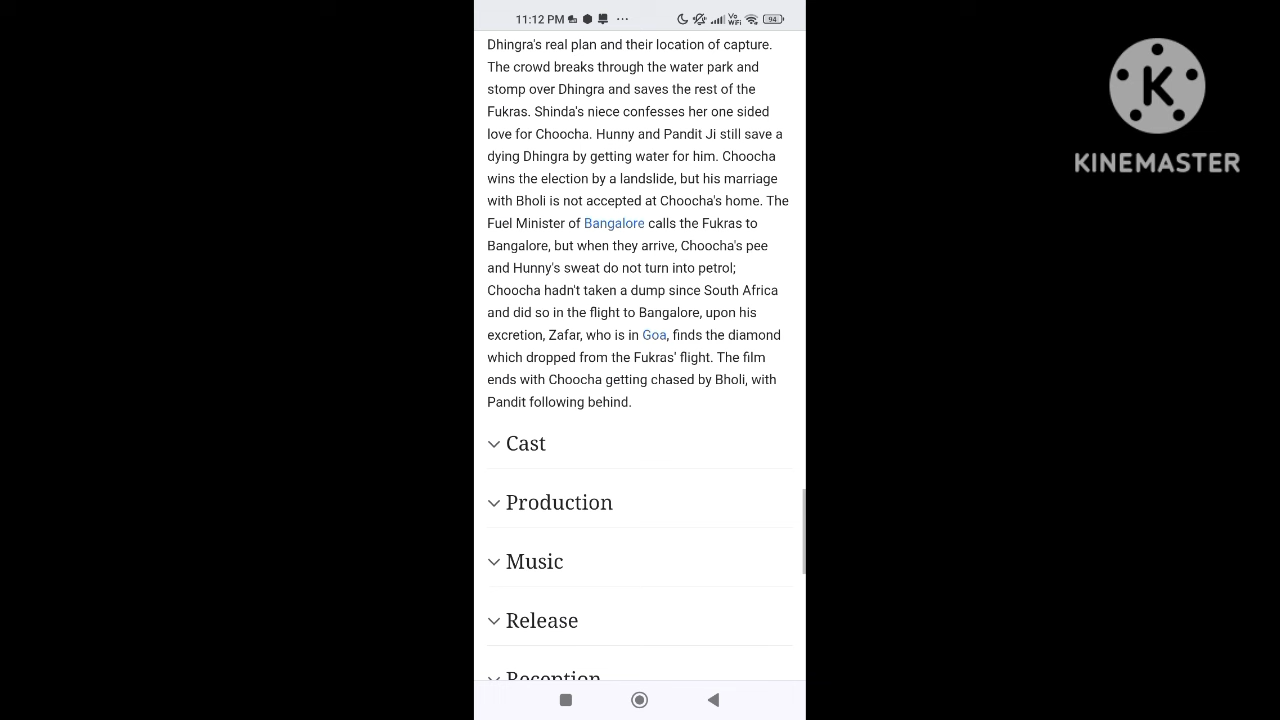 11:12 PM
Vo
WiFi
94
Dhingra's real plan and their location of capture.
The crowd breaks through the water park and
stomp over Dhingra and saves the rest of the
Fukras. Shinda's niece confesses her one sided
love for Choocha. Hunny and Pandit Ji still save a
dying Dhingra by getting water for him. Choocha
wins the election by a landslide, but his marriage
with Bholi is not accepted at Choocha's home. The
Fuel Minister of Bangalore calls the Fukras to
Bangalore, but when they arrive, Choocha's pee
and Hunny's sweat do not turn into petrol;
Choocha hadn't taken a dump since South Africa
and did so in the flight to Bangalore, upon his
excretion, Zafar, who is in Goa, finds the diamond
which dropped from the Fukras' flight. The film
ends with Choocha getting chased by Bholi, with
Pandit following behind.
Cast
Production
Music
Release
Reception
K
KINEMASTER